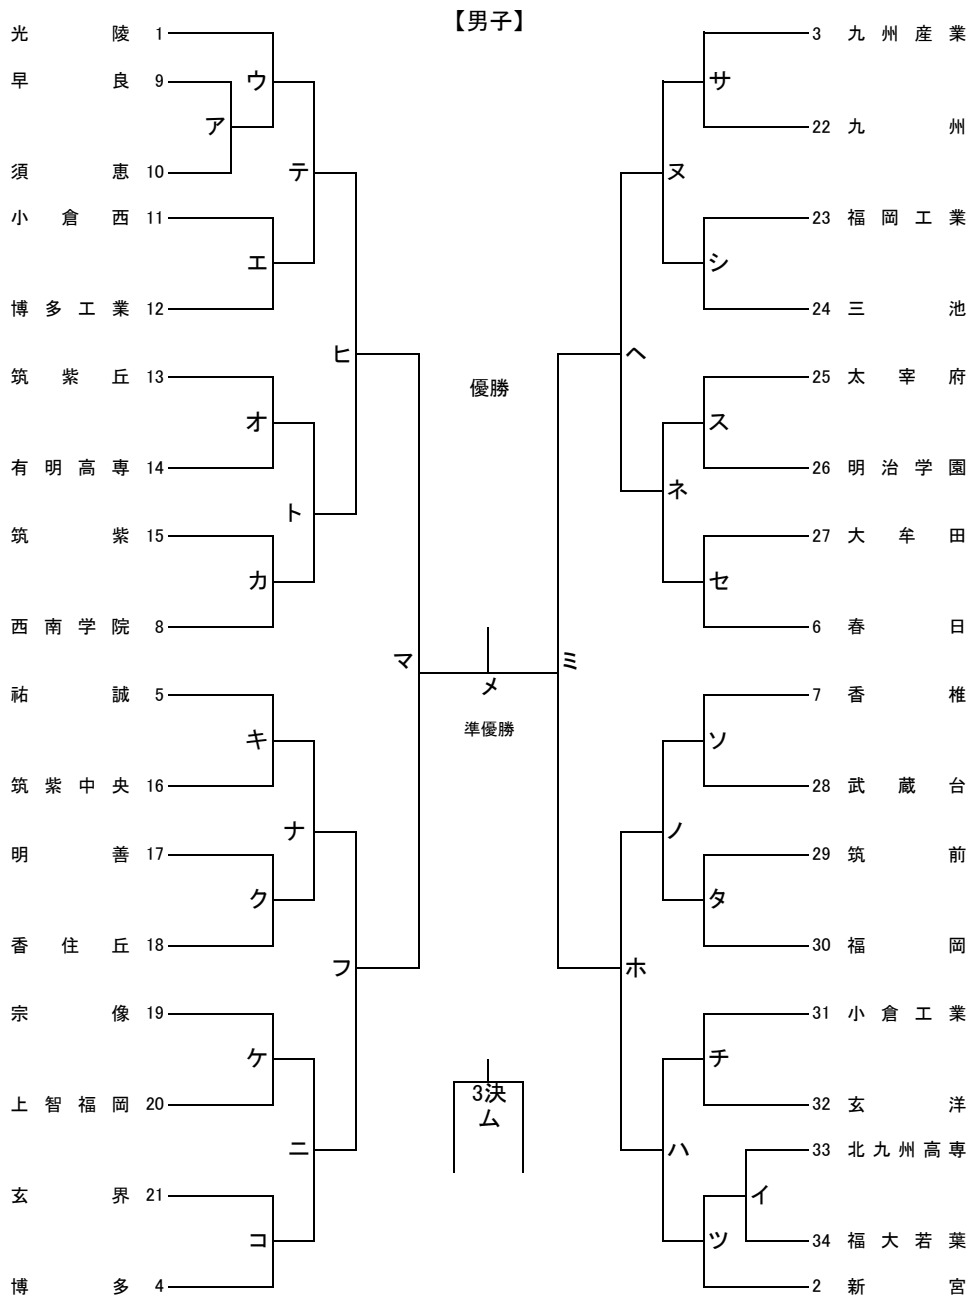 【男子】
光陵 1
早良 9
須恵 10
小倉西 11
博多工業 12
筑紫丘 13
有明高専 14
筑紫 15
西南学院 8
祐誠 5
筑紫中央 16
明善 17
香住丘 18
宗像 19
上智福岡 20
玄界 21
博多 4
ア
ウ
エ
オ
カ
キ
ク
ケ
コ
テ
ト
ナ
ニ
ヒ
フ
マ
優勝
メ
準優勝
3決
ム
ミ
ヘ
ホ
ヌ
ネ
ノ
ハ
サ
シ
ス
セ
ソ
タ
チ
ツ
イ
3 九州産業
22 九州
23 福岡工業
24 三池
25 太宰府
26 明治学園
27 大牟田
6 春日
7 香椎
28 武蔵台
29 筑前
30 福岡
31 小倉工業
32 玄洋
33 北九州高専
34 福大若葉
2 新宮